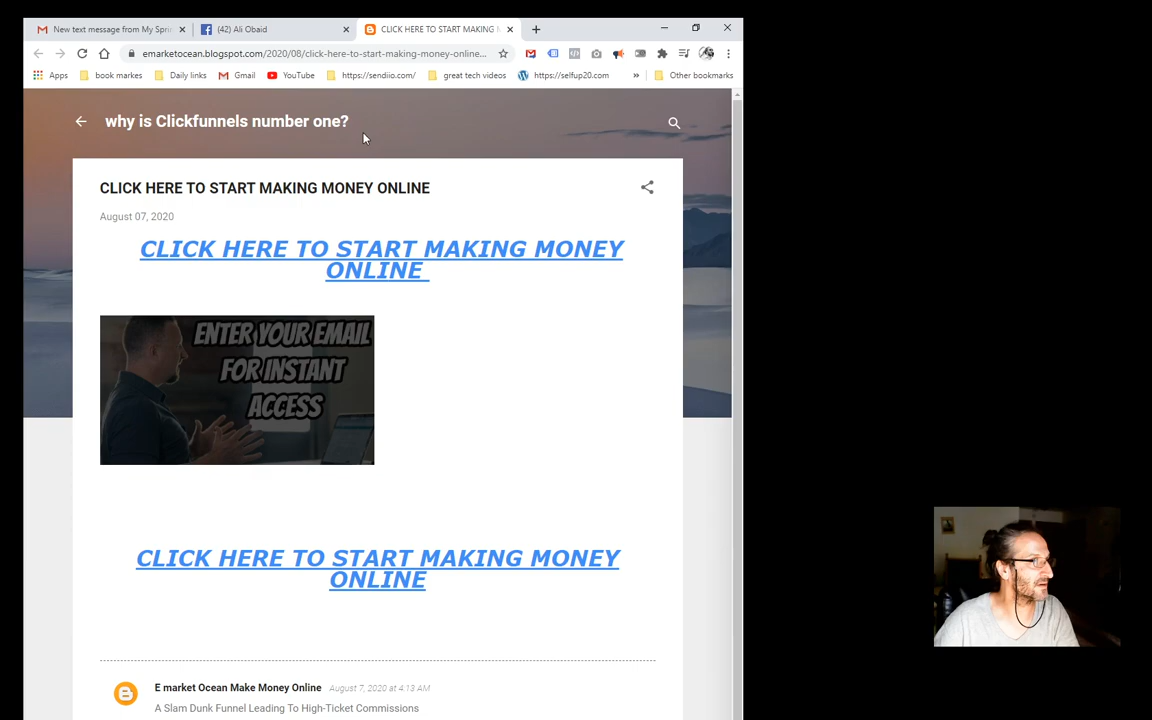 New text message from My Sprin
(42) Ali Obaid
CLICK HERE TO START MAKING M
emarketocean.blogspot.com/2020/08/click-here-to-start-making-money-online...
Apps
book markes
Daily links
Gmail
YouTube
https://sendiio.com/
great tech videos
https://selfup20.com
»
Other bookmarks
why is Clickfunnels number one?
CLICK HERE TO START MAKING MONEY ONLINE
August 07, 2020
CLICK HERE TO START MAKING MONEY
ONLINE
ENTER YOUR EMAIL
FOR INSTANT
ACCESS
CLICK HERE TO START MAKING MONEY
ONLINE
E market Ocean Make Money Online August 7, 2020 at 4:13 AM
A Slam Dunk Funnel Leading To High-Ticket Commissions